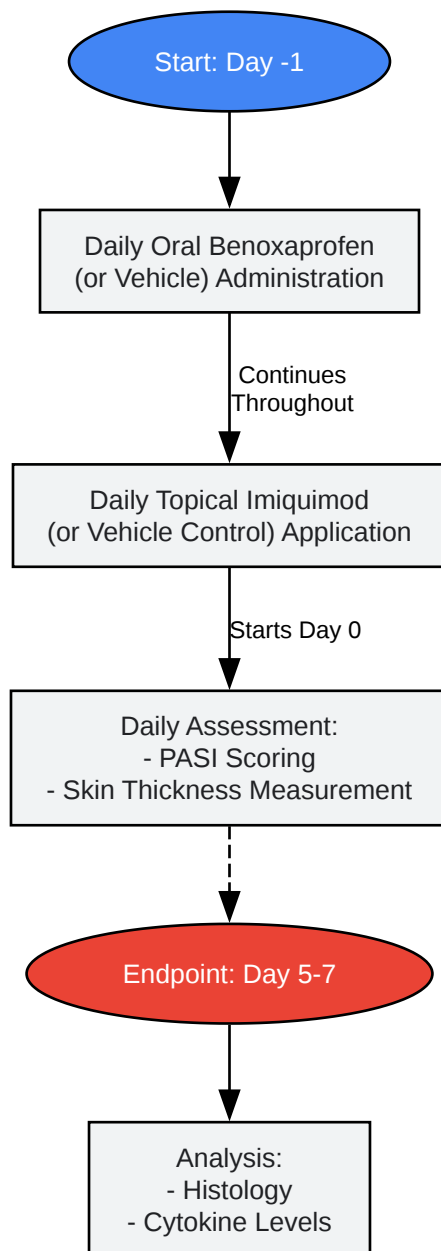 Start: Day -1
Daily Oral Benoxaprofen
(or Vehicle) Administration
Continues
Throughout
Daily Topical Imiquimod
(or Vehicle Control) Application
Starts Day 0
Daily Assessment:
- PASI Scoring
- Skin Thickness Measurement
Endpoint: Day 5-7
Analysis:
- Histology
- Cytokine Levels